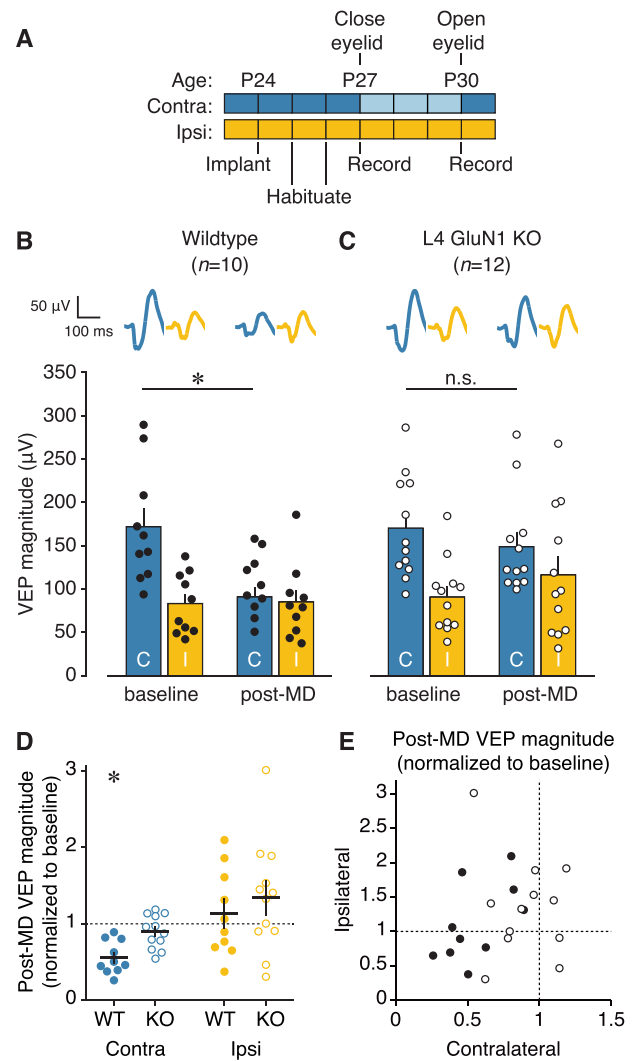 A
Close
eyelid
Open
eyelid
Age: P24 P27 P30
Contra:
Ipsi:
Implant Record Record
Habituate
B Wildtype
(n=10)
C L4 GluN1 KO
(n=12)
50 µV
100 ms
* n.s.
VEP magnitude (µV)
350
300
250
200
150
100
50
0
C I C I
baseline post-MD
C I C I
baseline post-MD
D
Post-MD VEP magnitude
(normalized to baseline)
3
2
1
0
*
WT KO WT KO
Contra Ipsi
E Post-MD VEP magnitude
(normalized to baseline)
Ipsilateral
3
2.5
2
1.5
1
0.5
0
0 0.5 1 1.5
Contralateral